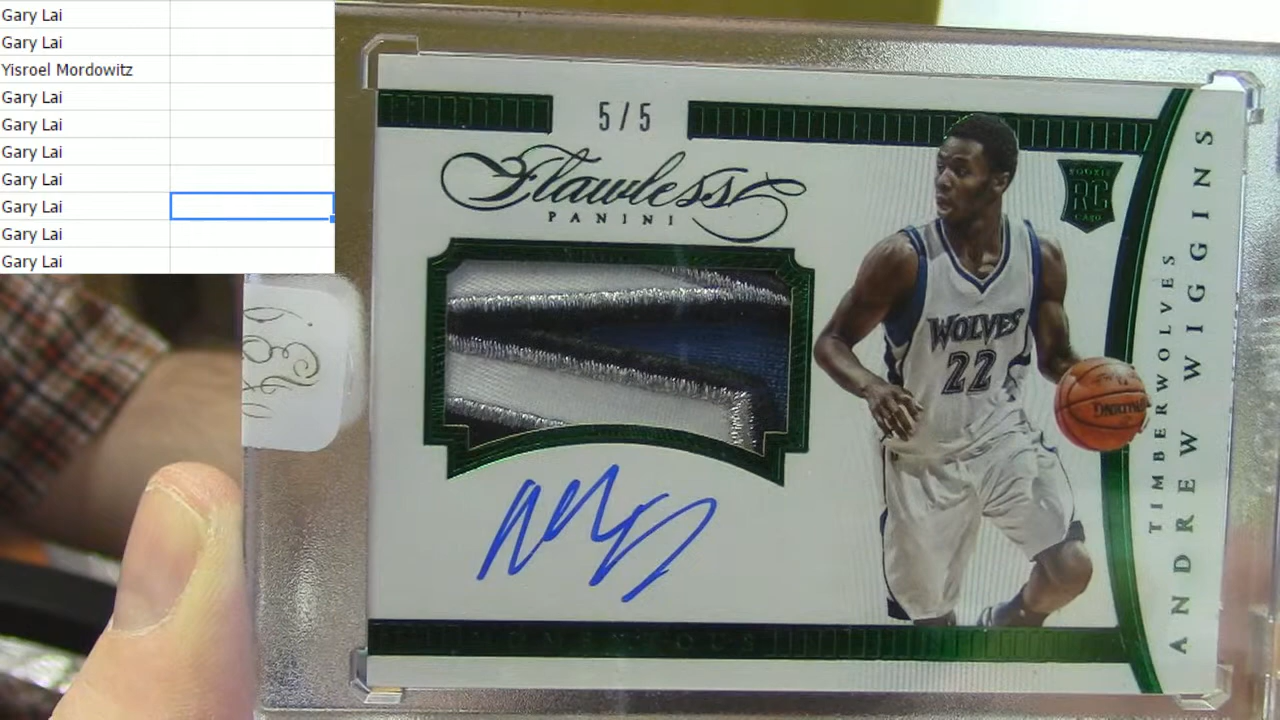 Gary Lai
Gary Lai
Yisroel Mordowitz
Gary Lai
Gary Lai
Gary Lai
Gary Lai
Gary Lai
Gary Lai
Gary Lai
5/5
Flawless
PANINI
ROOKIE
RC
CARD
WOLVES
22
SPALDING
TIMBERWOLVES
ANDREW WIGGINS